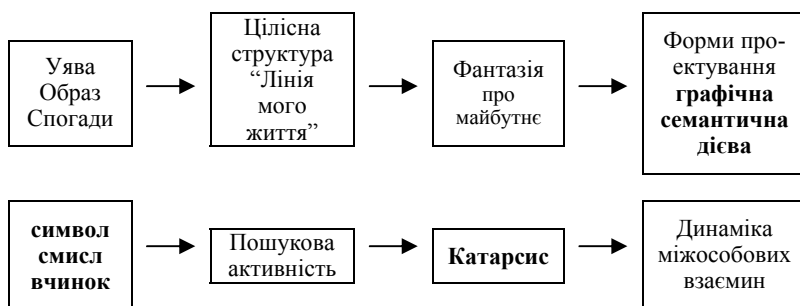 Уява
Образ
Спогади
Цілісна
структура
“Лінія
мого
життя”
Фантазія
про
майбутнє
Форми про-
ектування
графічна
семантична
дієва
символ
смисл
вчинок
Пошукова
активність
Катарсис
Динаміка
міжособових
взаємин